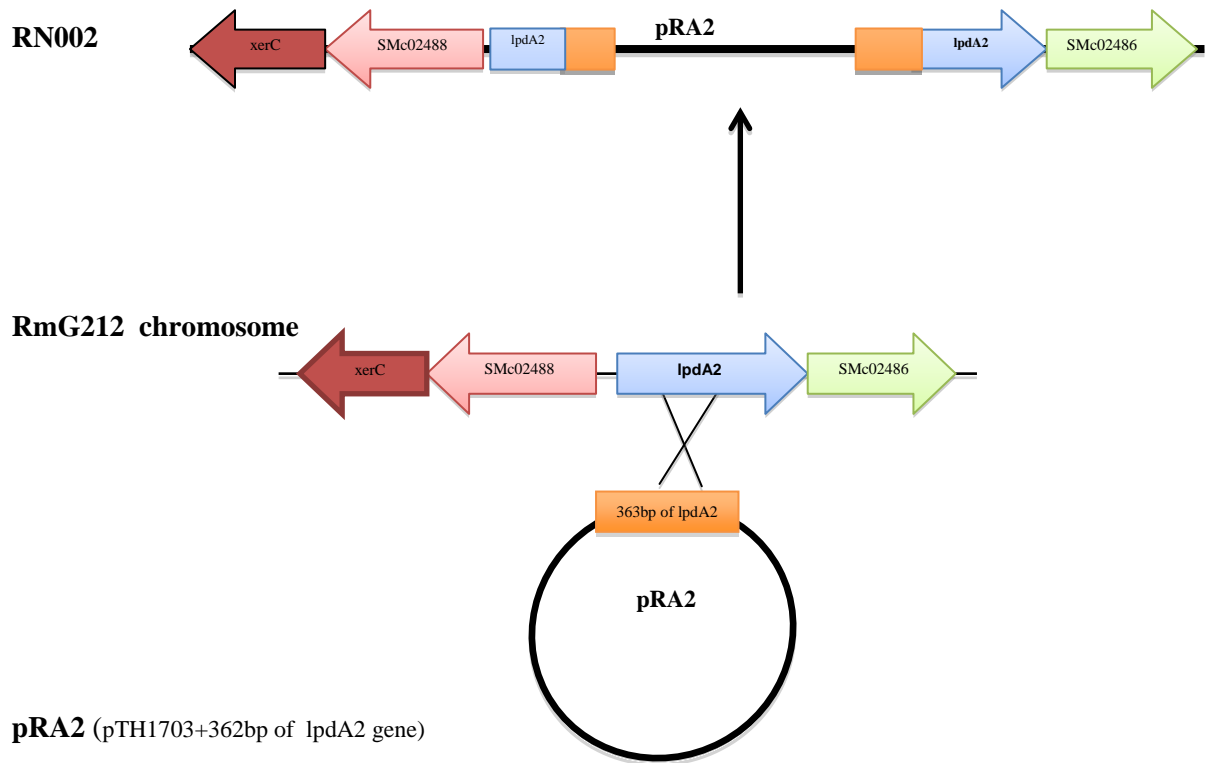 RN002
xerC SMc02488 lpdA2 pRA2 lpdA2 SMc02486
RmG212 chromosome
xerC SMc02488 lpdA2 SMc02486
363bp of lpdA2
pRA2
pRA2 (pTH1703+362bp of lpdA2 gene)